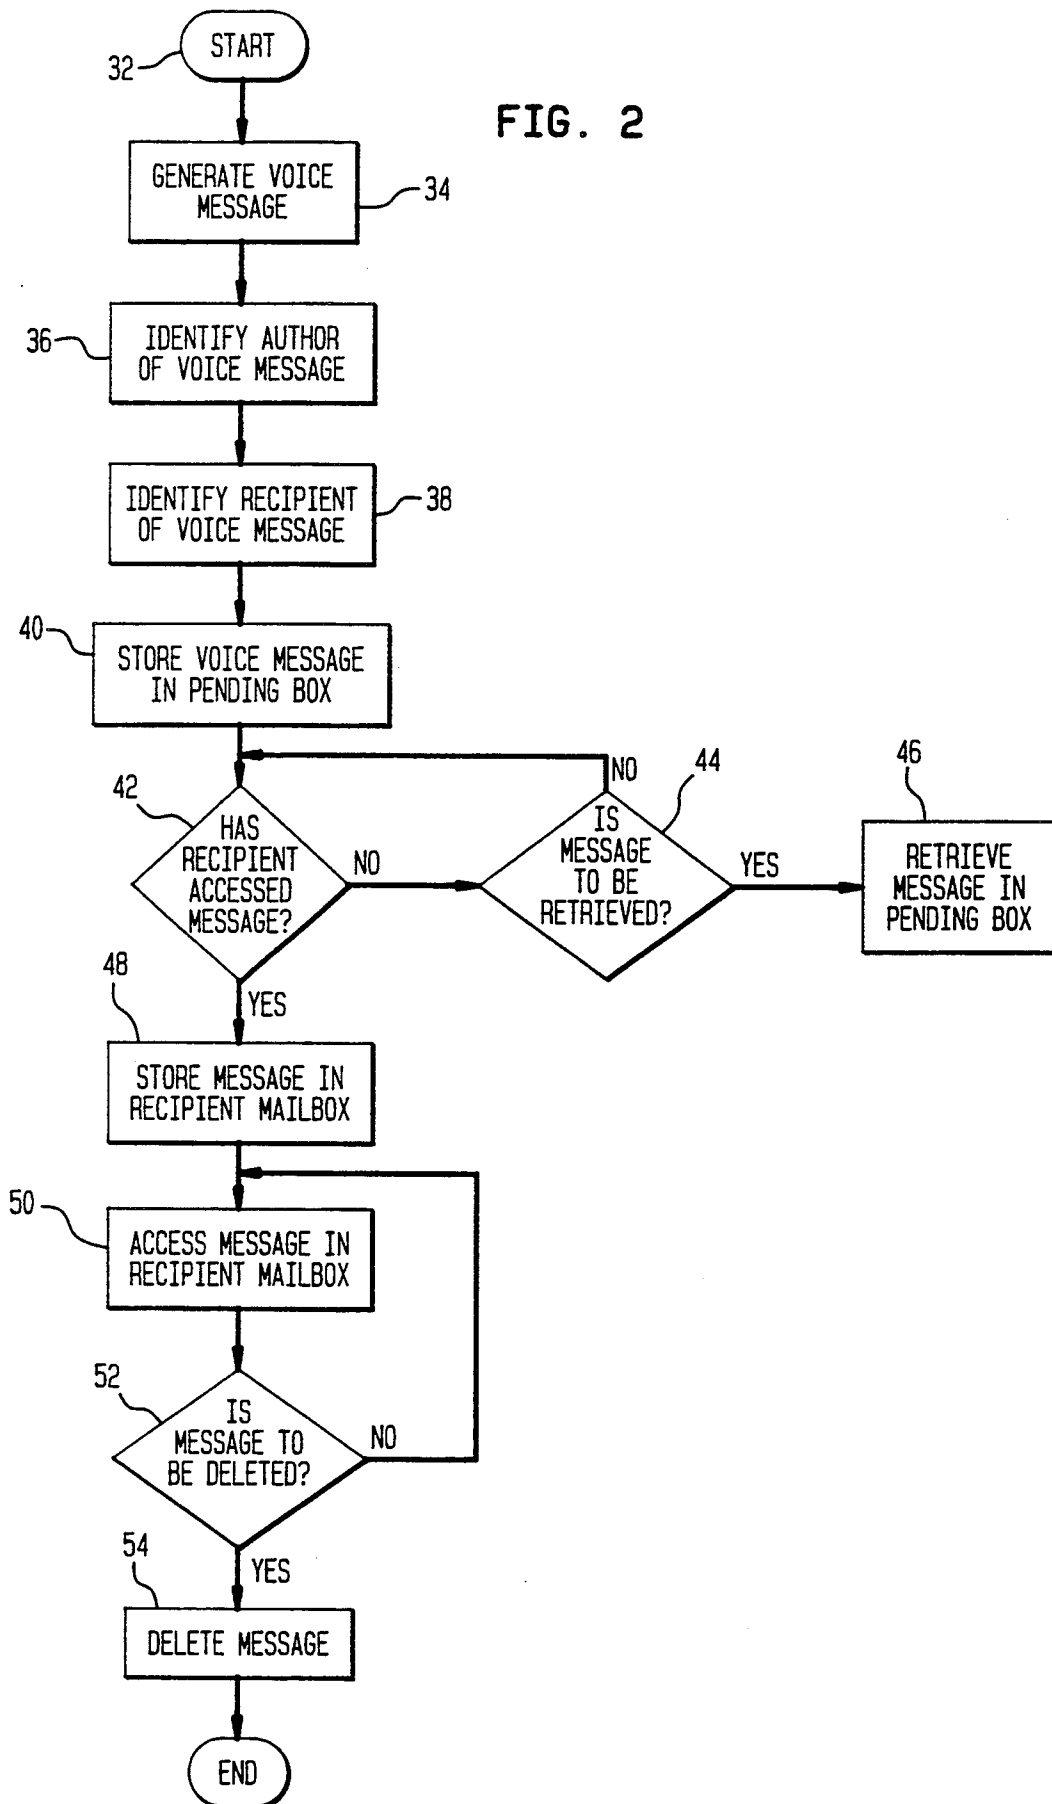 START
32
FIG. 2
GENERATE VOICE
MESSAGE
34
36
IDENTIFY AUTHOR
OF VOICE MESSAGE
IDENTIFY RECIPIENT
OF VOICE MESSAGE
38
40
STORE VOICE MESSAGE
IN PENDING BOX
42
HAS
RECIPIENT
ACCESSED
MESSAGE?
NO
NO
44
IS
MESSAGE
TO BE
RETRIEVED?
YES
46
RETRIEVE
MESSAGE IN
PENDING BOX
YES
48
STORE MESSAGE IN
RECIPIENT MAILBOX
50
ACCESS MESSAGE IN
RECIPIENT MAILBOX
52
IS
MESSAGE TO
BE DELETED?
NO
YES
54
DELETE MESSAGE
END